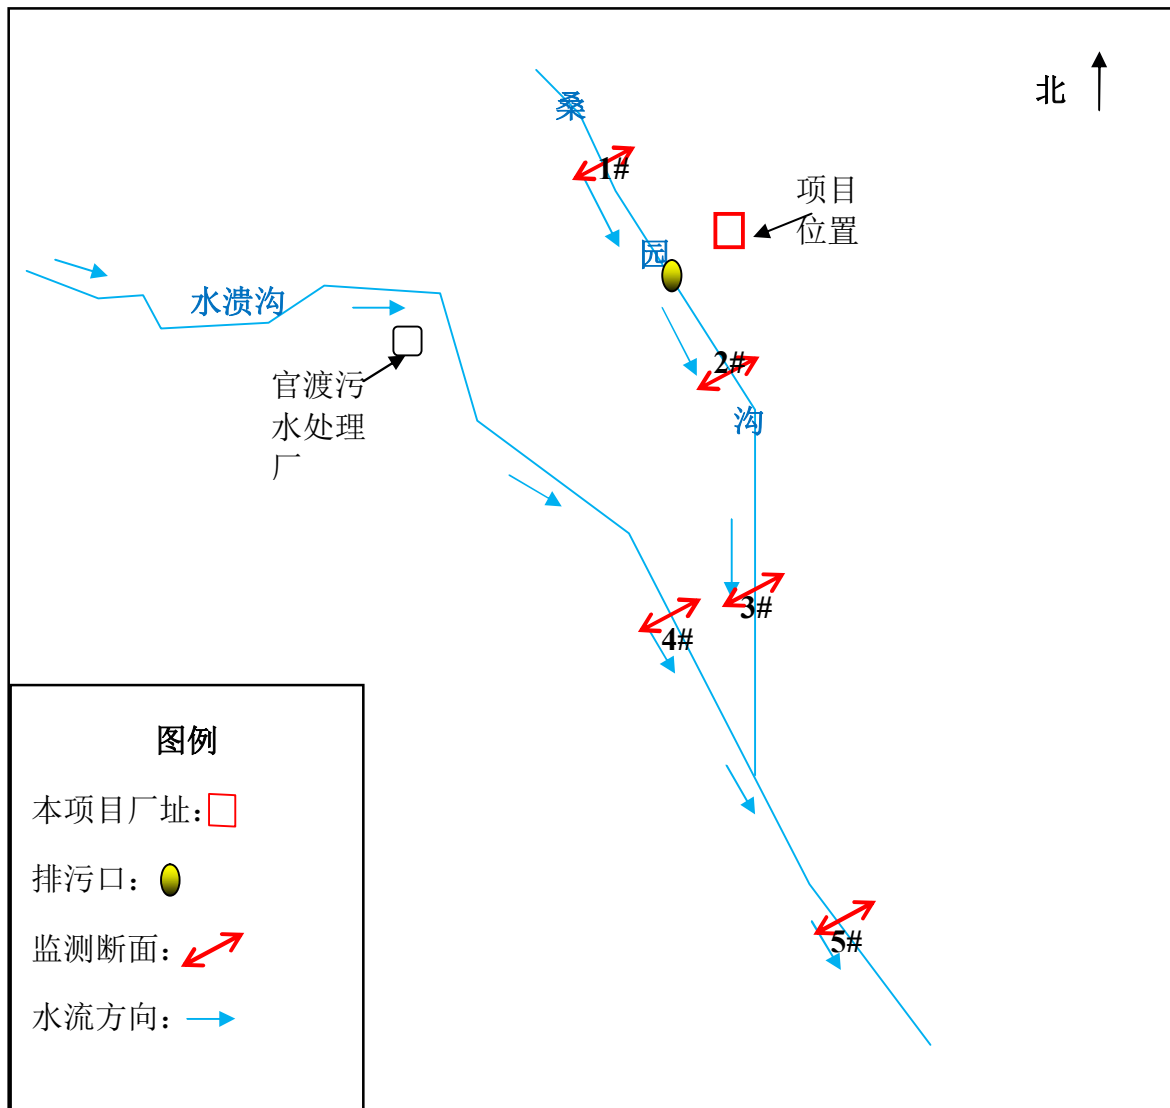 北
桑
1#
项目
位置
园
水溃沟
2#
官渡污
水处理
厂
沟
3#
4#
图例
本项目厂址：
排污口：
监测断面：
5#
水流方向：